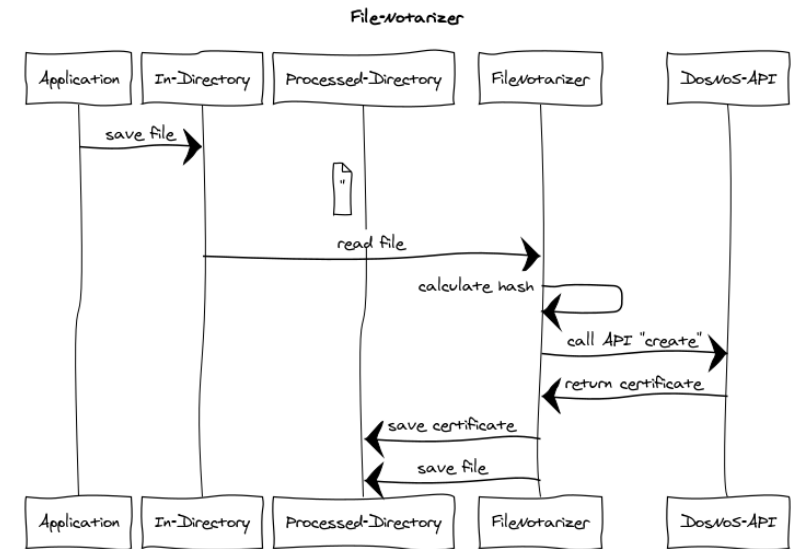 File-Notarizer
Application In-Directory Processed-Directory FileNotarizer DosNoS-API
save file
"
read file
calculate hash
call API "create"
return certificate
save certificate
save file
Application In-Directory Processed-Directory FileNotarizer DosNoS-API